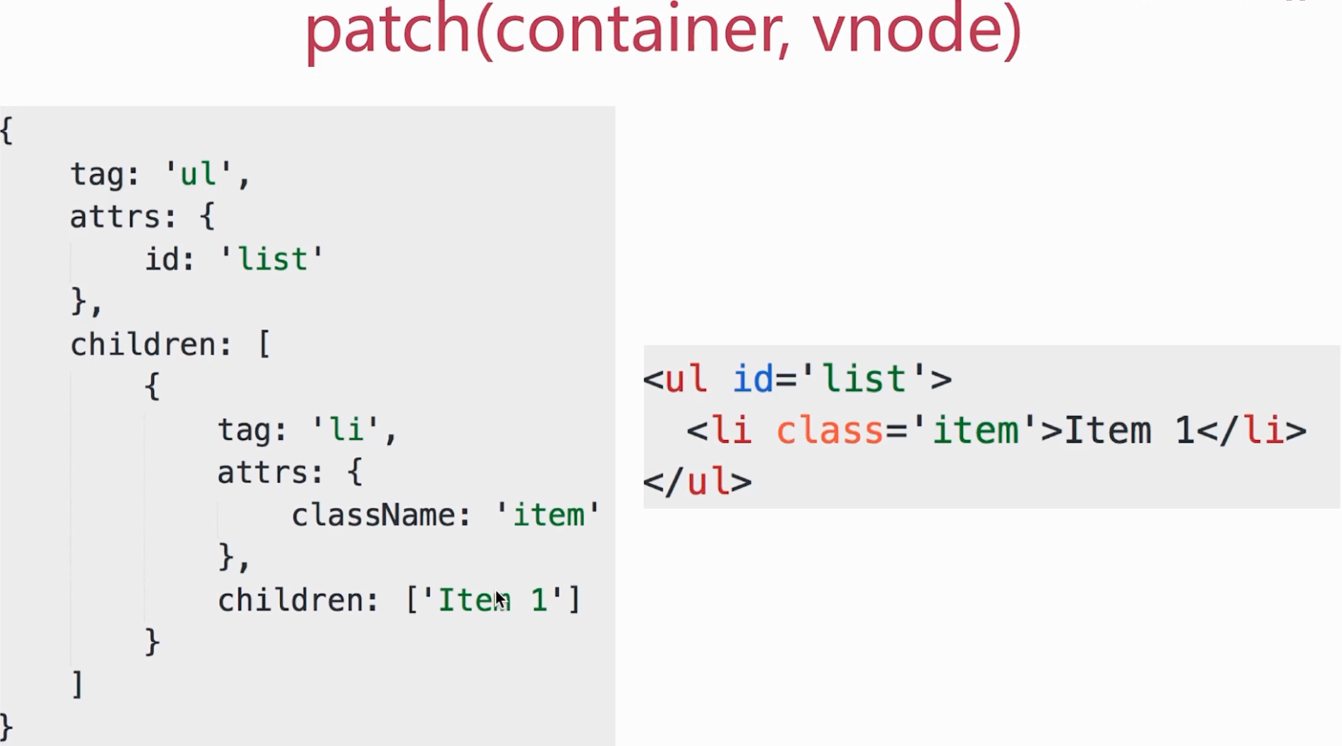 patch(container, vnode)
{
    tag: 'ul',
    attrs: {
        id: 'list'
    },
    children: [
        {
            tag: 'li',
            attrs: {
                className: 'item'
            },
            children: ['Item 1']
        }
    ]
}
<ul id='list'>
  <li class='item'>Item 1</li>
</ul>